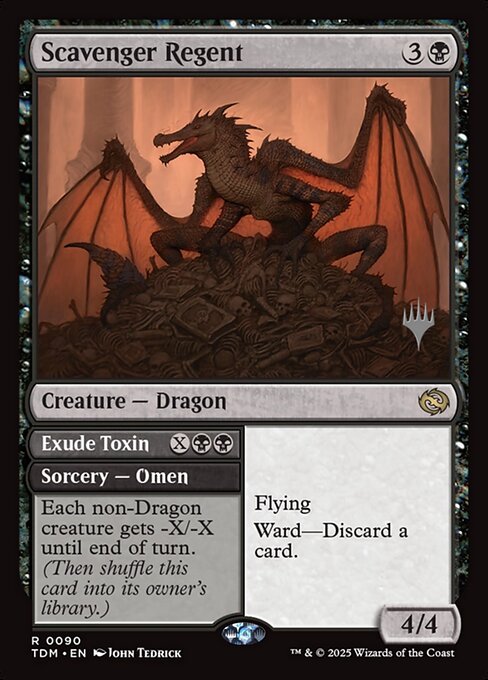 Scavenger Regent 3
Creature — Dragon
Exude Toxin X
Sorcery — Omen
Each non-Dragon
creature gets -X/-X
until end of turn.
(Then shuffle this
card into its owner's
library.)
Flying
Ward—Discard a
card.
4/4
R 0090
TDM • EN JOHN TEDRICK
™ & © 2025 Wizards of the Coast